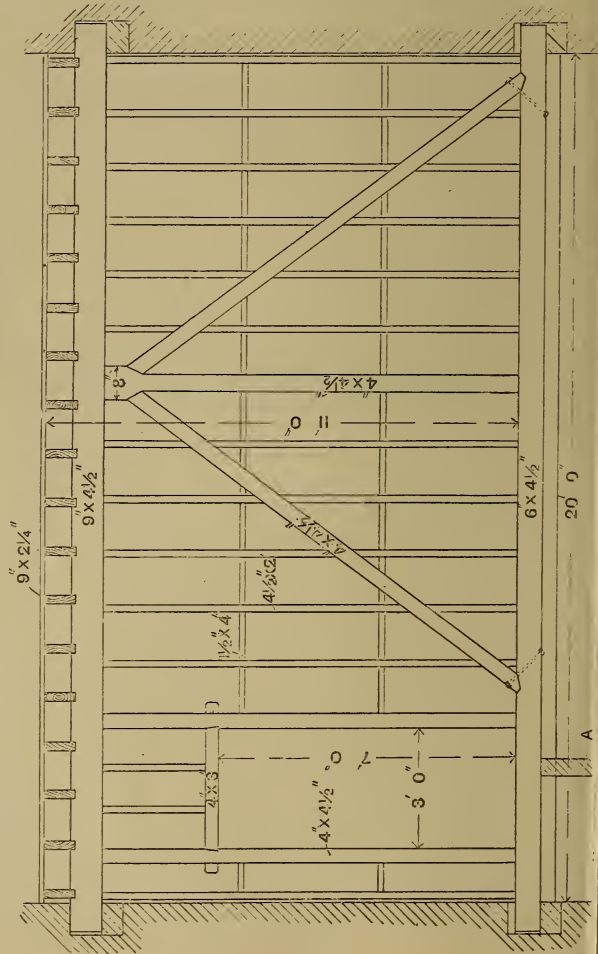 9" × 2¼"
9" × 4½"
8"
4" × 4½"
11' 0"
4" × 4½"
4½" × 2"
1½" × 4"
4" × 3"
7' 0"
4" × 4½"
3' 0"
6" × 4½"
20' 0"
A